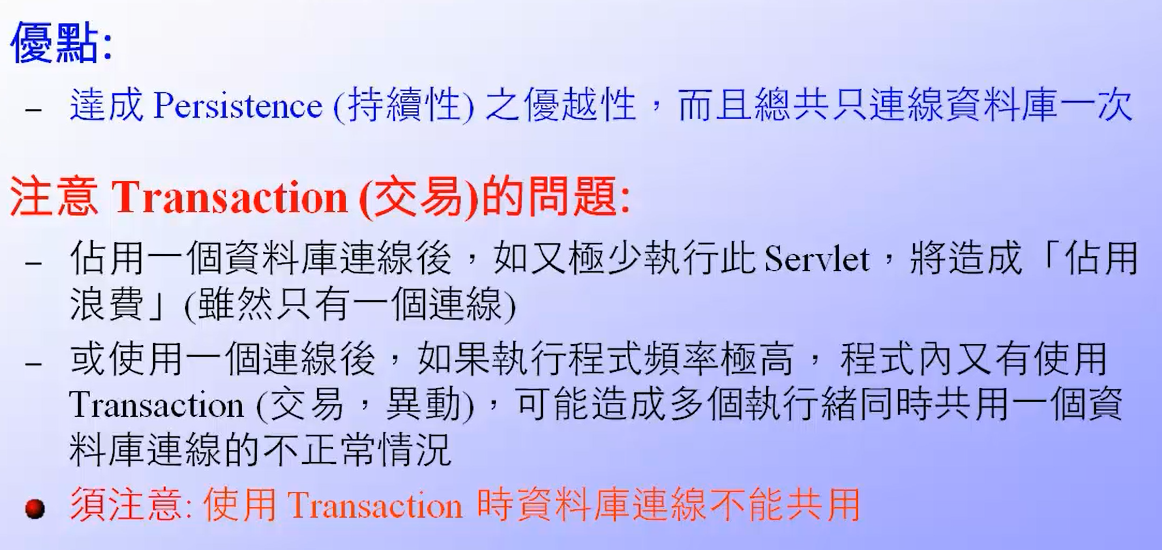 優點:
– 達成 Persistence (持續性) 之優越性，而且總共只連線資料庫一次
注意 Transaction (交易)的問題:
– 佔用一個資料庫連線後，如又極少執行此 Servlet，將造成「佔用
浪費」(雖然只有一個連線)
– 或使用一個連線後，如果執行程式頻率極高， 程式內又有使用
Transaction (交易，異動)，可能造成多個執行緒同時共用一個資
料庫連線的不正常情況
● 須注意: 使用 Transaction 時資料庫連線不能共用